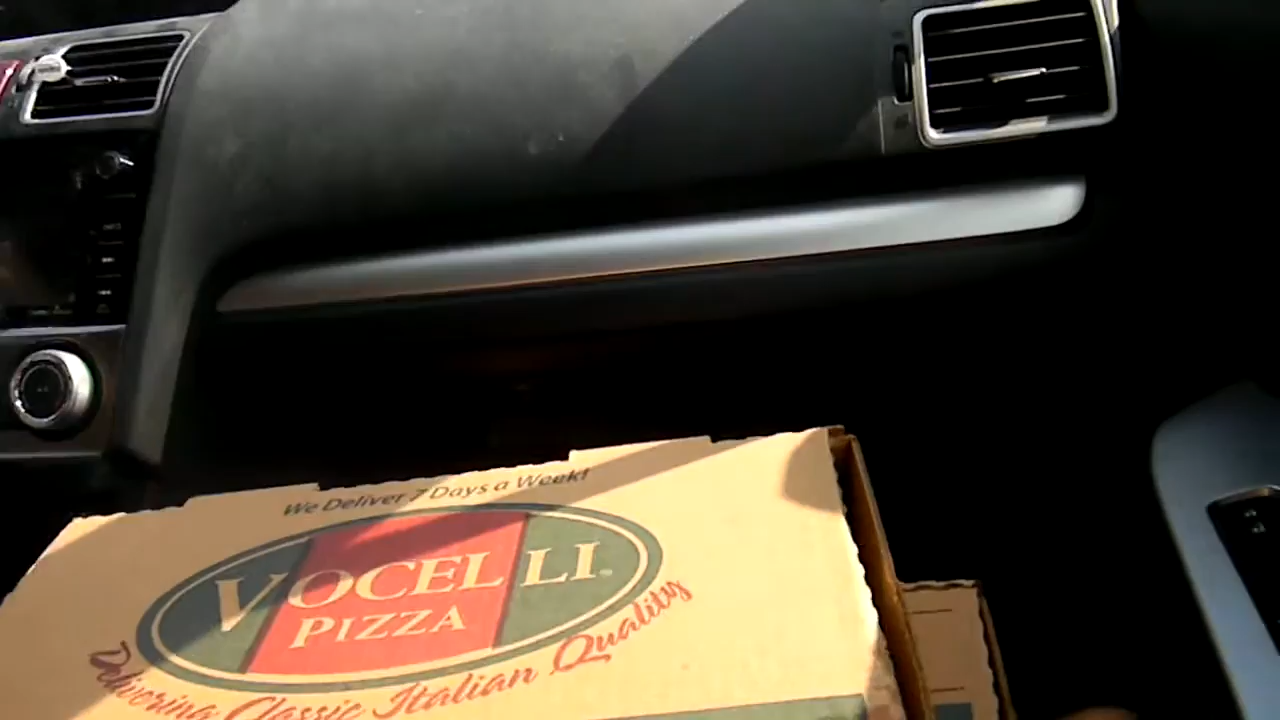 We Deliver 7 Days a Week!
VOCELLI
PIZZA
Delivering Classic Italian Quality